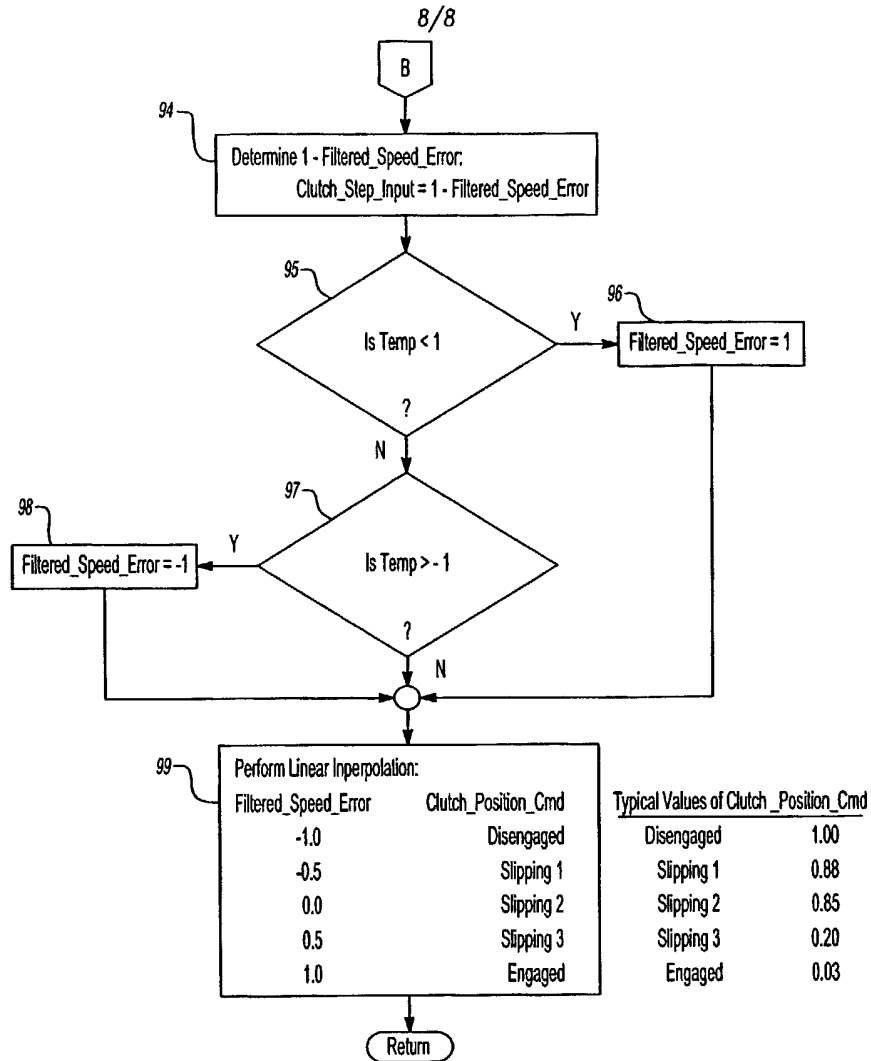 8/8
B
94
Determine 1 - Filtered_Speed_Error:
Clutch_Step_Input = 1 - Filtered_Speed_Error
95
96
Is Temp < 1
Y
Filtered_Speed_Error = 1
?
N
97
98
Y
Filtered_Speed_Error = -1
Is Temp > - 1
?
N
99
Perform Linear Inperpolation:
Filtered_Speed_Error Clutch_Position_Cmd
-1.0 Disengaged
-0.5 Slipping 1
0.0 Slipping 2
0.5 Slipping 3
1.0 Engaged
Typical Values of Clutch _Position_Cmd
Disengaged 1.00
Slipping 1 0.88
Slipping 2 0.85
Slipping 3 0.20
Engaged 0.03
Return